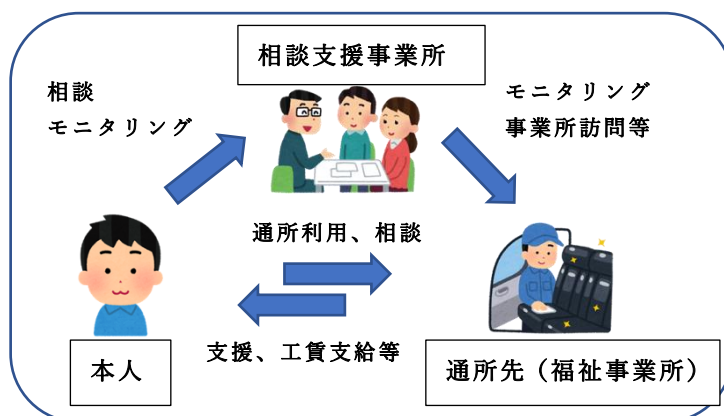 相談支援事業所
相談
モニタリング
モニタリング
事業所訪問等
通所利用、相談
支援、工賃支給等
本人
通所先（福祉事業所）